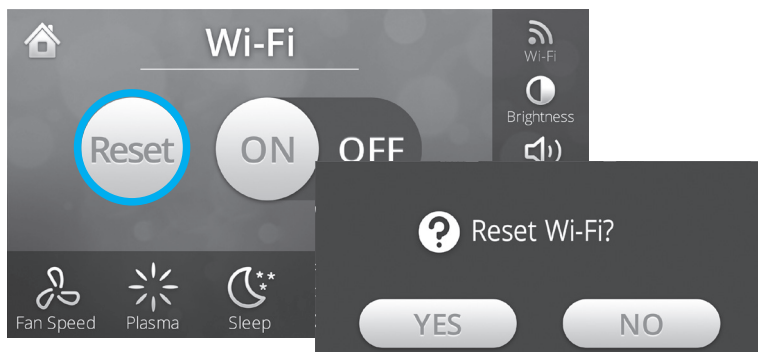 Wi-Fi
Wi-Fi
Brightness
Reset
ON
OFF
Reset Wi-Fi?
Fan Speed
Plasma
Sleep
YES
NO